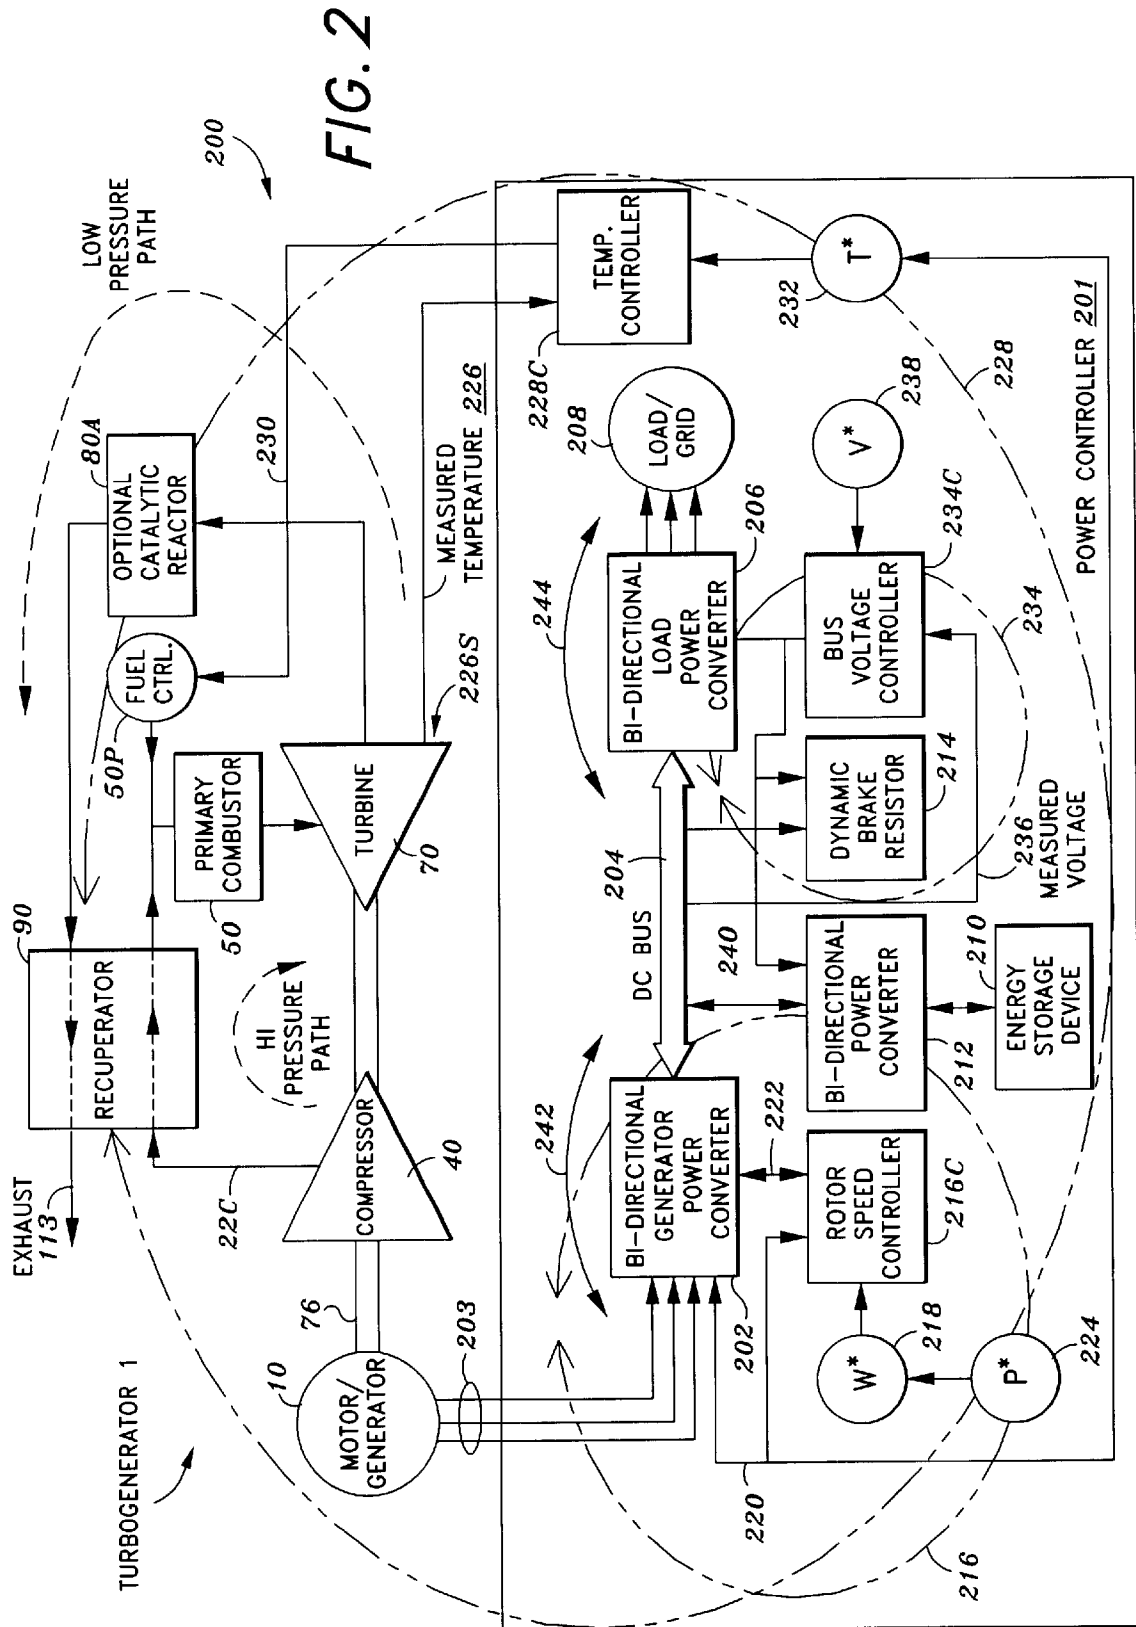 FIG. 2
200
TURBOGENERATOR 1
LOW
PRESSURE
PATH
EXHAUST
113
90
RECUPERATOR
22C
HI
PRESSURE
PATH
50P
FUEL
CTRL.
80A
OPTIONAL
CATALYTIC
REACTOR
230
PRIMARY
COMBUSTOR
50
10
MOTOR/
GENERATOR
76
203
COMPRESSOR
40
TURBINE
70
226S
MEASURED
TEMPERATURE 226
228C
TEMP.
CONTROLLER
T*
232
228
POWER CONTROLLER 201
242
BI-DIRECTIONAL
GENERATOR
POWER
CONVERTER
202
DC BUS
204
240
244
BI-DIRECTIONAL
LOAD
POWER
CONVERTER
206
208
LOAD/
GRID
222
ROTOR
SPEED
CONTROLLER
216C
BI-DIRECTIONAL
POWER
CONVERTER
212
210
ENERGY
STORAGE
DEVICE
DYNAMIC
BRAKE
RESISTOR
214
BUS
VOLTAGE
CONTROLLER
234C
V*
238
234
236
MEASURED
VOLTAGE
W*
218
P*
224
220
216